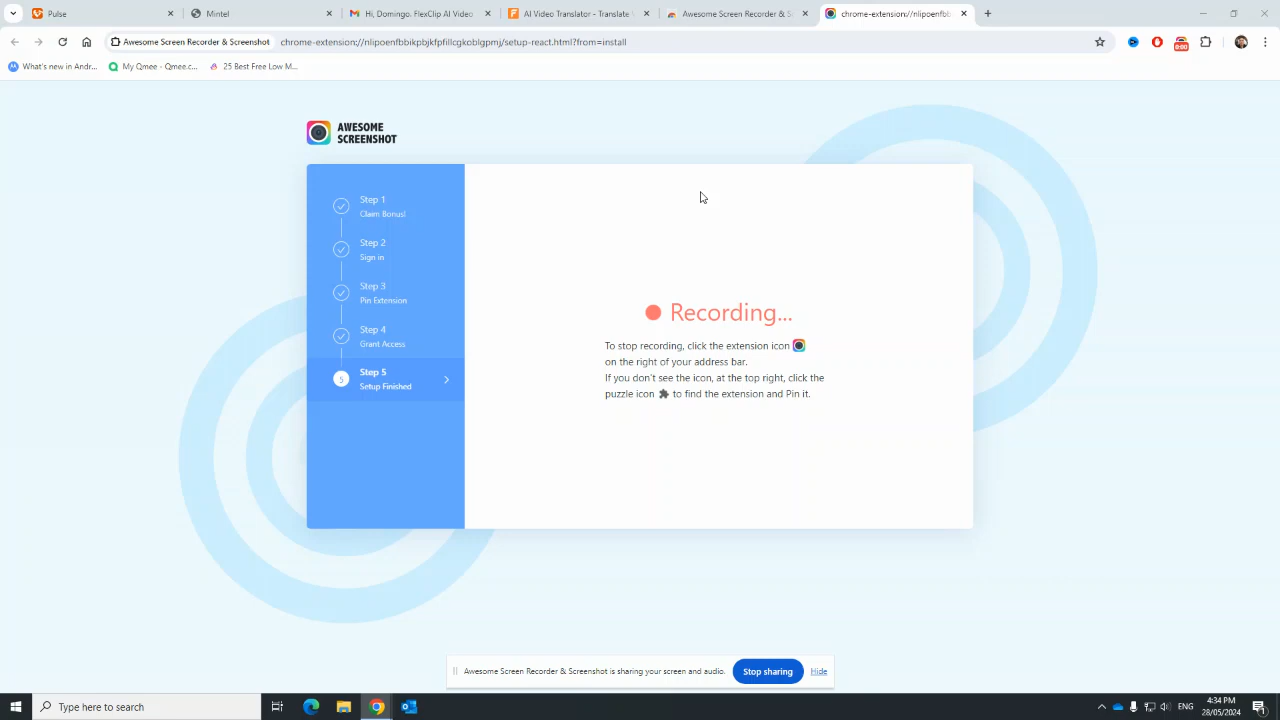 Pulse
Mintel
Hi, Domingo. FlexClip AI Video
AI Video Translator - Translate
Awesome Screen Recorder & S
chrome-extension://nlipoenfb
Awesome Screen Recorder & Screenshot
chrome-extension://nlipoenfbbikpbjkfpfillcgkoblgpmj/setup-react.html?from=install
0:00
What's new in Andr...
My Qmee - Qmee.c...
25 Best Free Low M...
AWESOME
SCREENSHOT
Step 1
Claim Bonus!
Step 2
Sign in
Step 3
Pin Extension
Step 4
Grant Access
5
Step 5
Setup Finished
Recording...
To stop recording, click the extension icon
on the right of your address bar.
If you don't see the icon, at the top right, click the
puzzle icon to find the extension and Pin it.
Awesome Screen Recorder & Screenshot is sharing your screen and audio.
Stop sharing
Hide
Type here to search
ENG
4:34 PM
28/05/2024